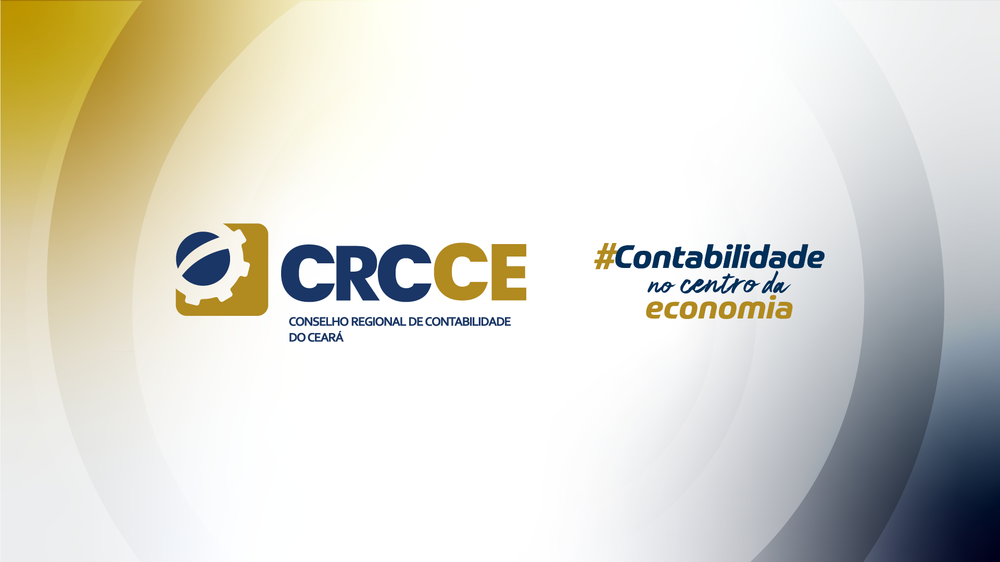 CRCCE
CONSELHO REGIONAL DE CONTABILIDADE
DO CEARÁ
#Contabilidade
no centro da
economia